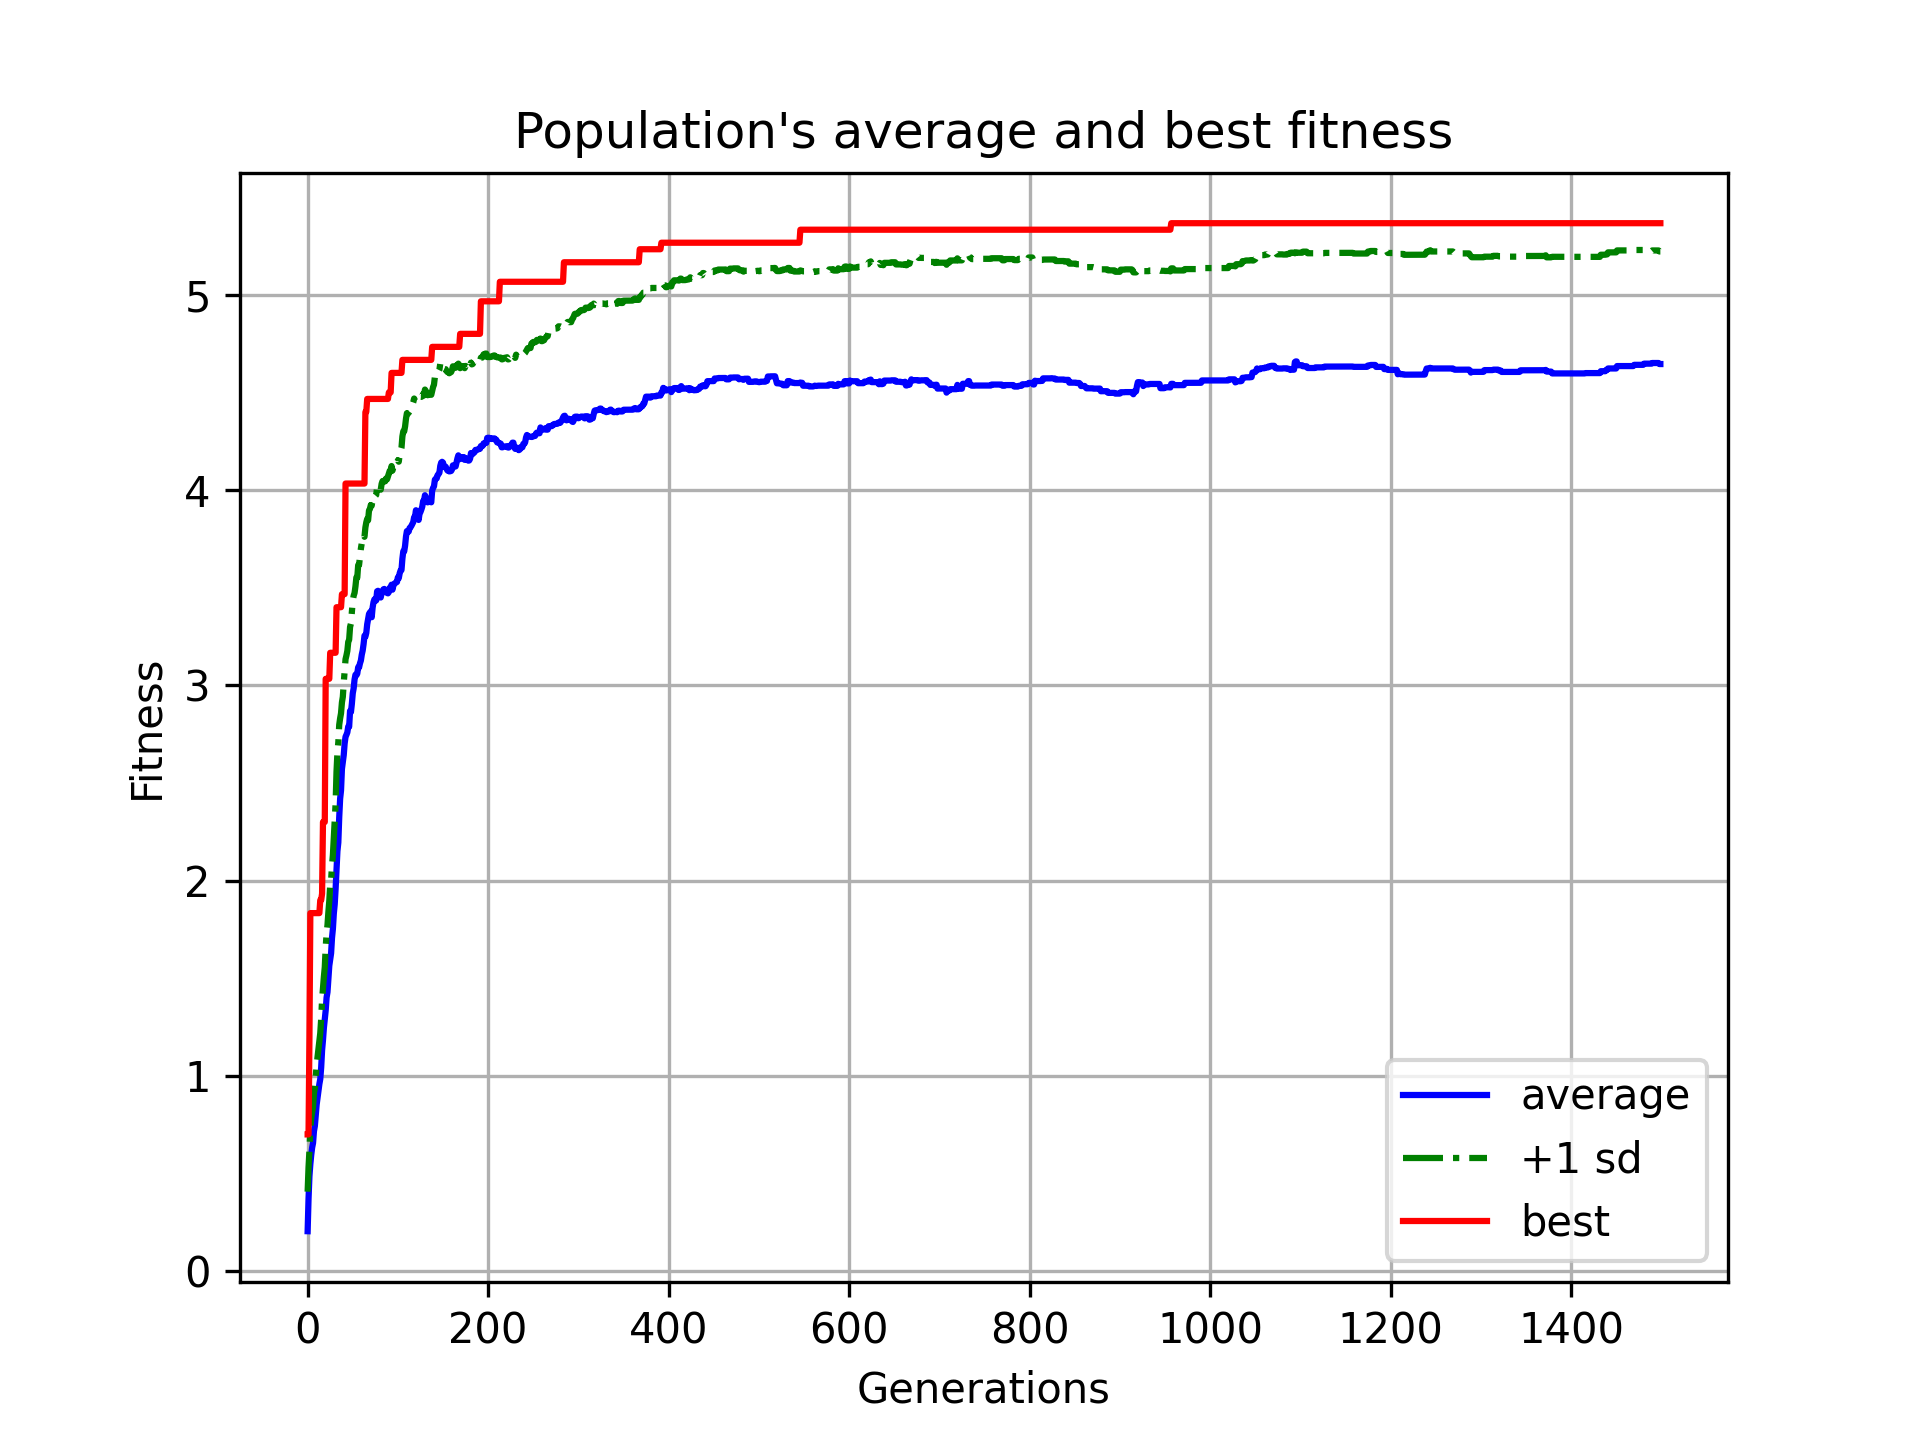 Population's average and best fitness
Fitness
5
4
3
2
1
0
average
+1 sd
best
0 200 400 600 800 1000 1200 1400
Generations